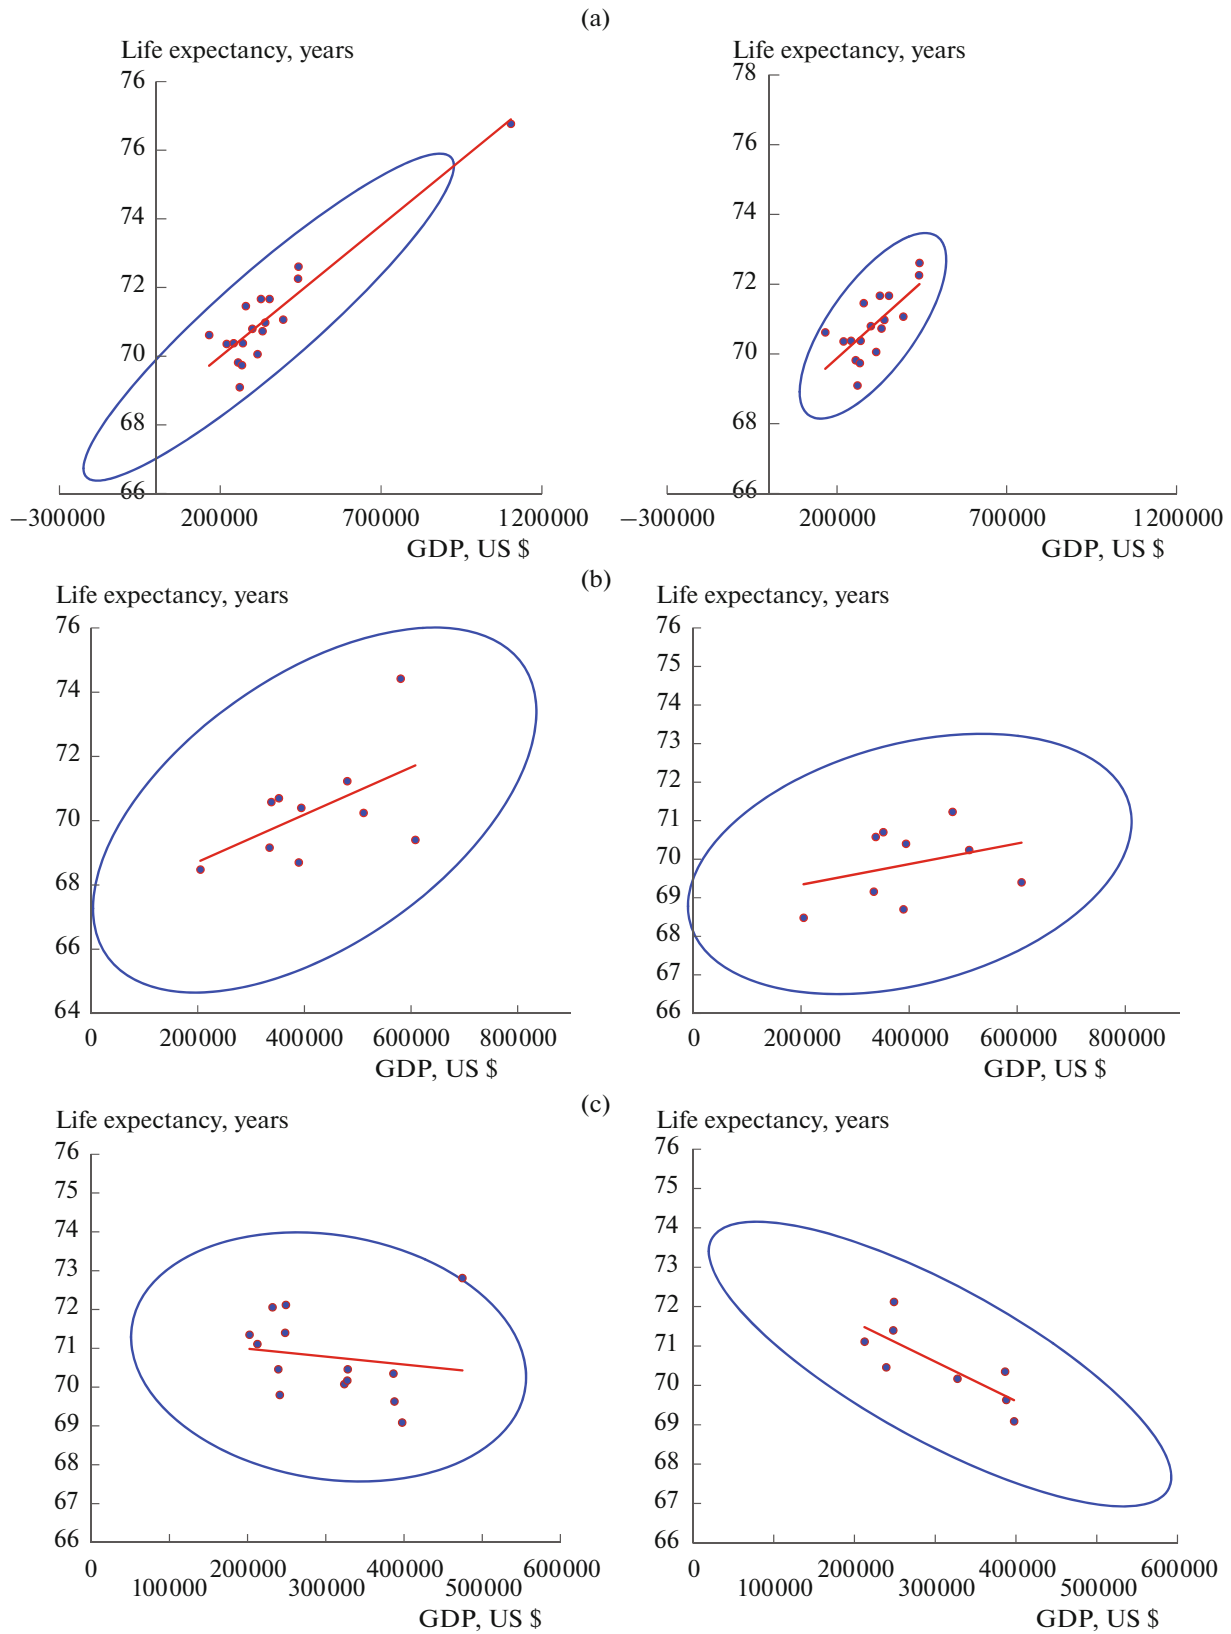 (a)
Life expectancy, years
76
76
74
72
70
68
66
−300000 200000 700000 1200000
GDP, US $
Life expectancy, years
78
76
74
72
70
68
66
−300000 200000 700000 1200000
GDP, US $
(b)
Life expectancy, years
76
74
72
70
68
66
64
0 200000 400000 600000 800000
GDP, US $
Life expectancy, years
76
75
74
73
72
71
70
69
68
67
66
0 200000 400000 600000 800000
GDP, US $
(c)
Life expectancy, years
76
75
74
73
72
71
70
69
68
67
66
0 200000 400000 600000
100000 300000 500000
GDP, US $
Life expectancy, years
76
75
74
73
72
71
70
69
68
67
66
0 200000 400000 600000
100000 300000 500000
GDP, US $